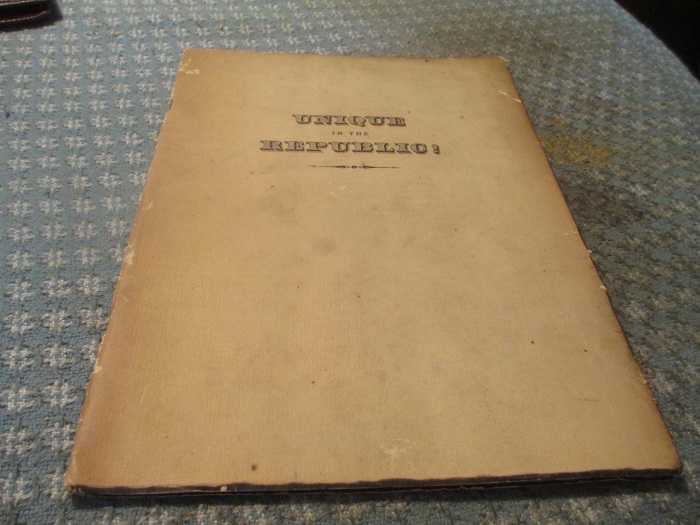 UNIQUE
IN THE
REPUBLIC!